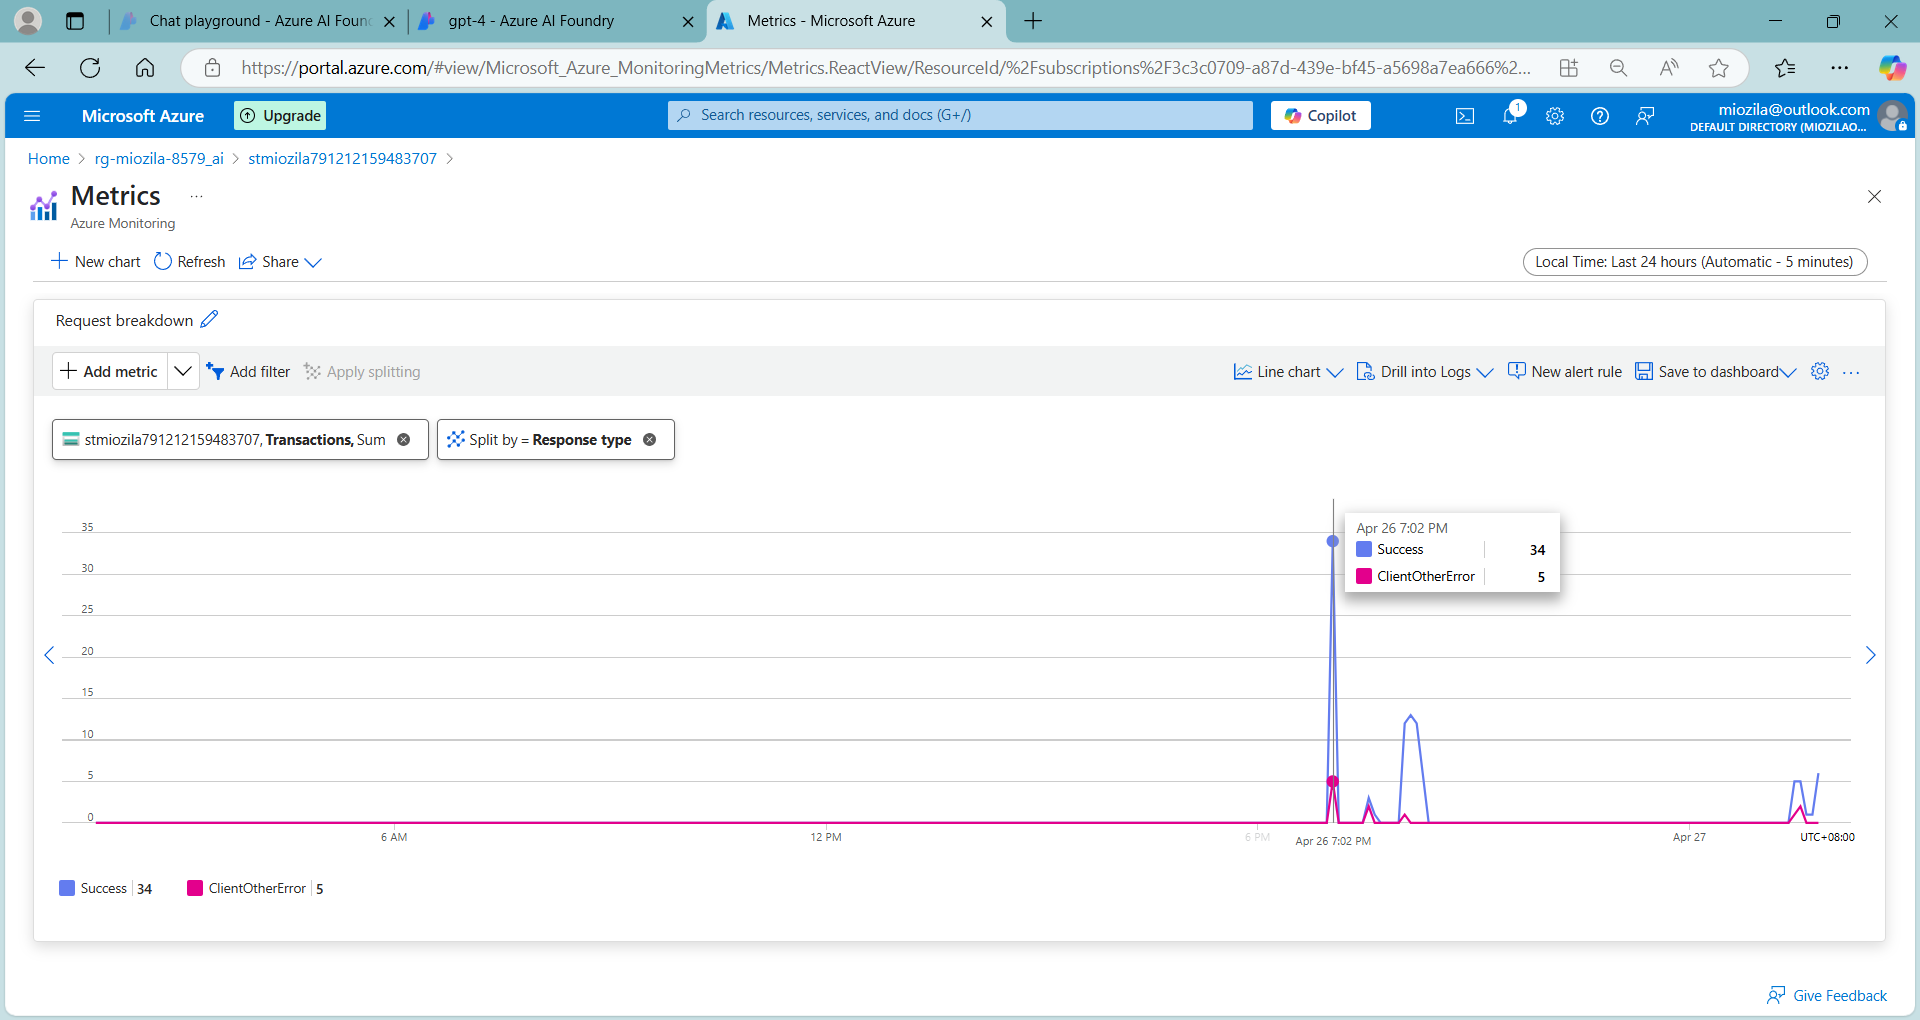 Chat playground - Azure AI Foun
gpt-4 - Azure AI Foundry
Metrics - Microsoft Azure
https://portal.azure.com/#view/Microsoft_Azure_MonitoringMetrics/Metrics.ReactView/ResourceId/%2Fsubscriptions%2F3c3c0709-a87d-439e-bf45-a5698a7ea666%2...
Microsoft Azure
Upgrade
Search resources, services, and docs (G+/)
Copilot
1
miozila@outlook.com
DEFAULT DIRECTORY (MIOZILAO...
Home > rg-miozila-8579_ai > stmiozila791212159483707 >
Metrics ...
Azure Monitoring
New chart Refresh Share
Local Time: Last 24 hours (Automatic - 5 minutes)
Request breakdown
Add metric Add filter Apply splitting
Line chart Drill into Logs New alert rule Save to dashboard ...
stmiozila791212159483707, Transactions, Sum
Split by = Response type
35
30
25
20
15
10
5
0
Apr 26 7:02 PM
Success 34
ClientOtherError 5
6 AM
12 PM
6 PM
Apr 26 7:02 PM
Apr 27
UTC+08:00
Success 34
ClientOtherError 5
Give Feedback